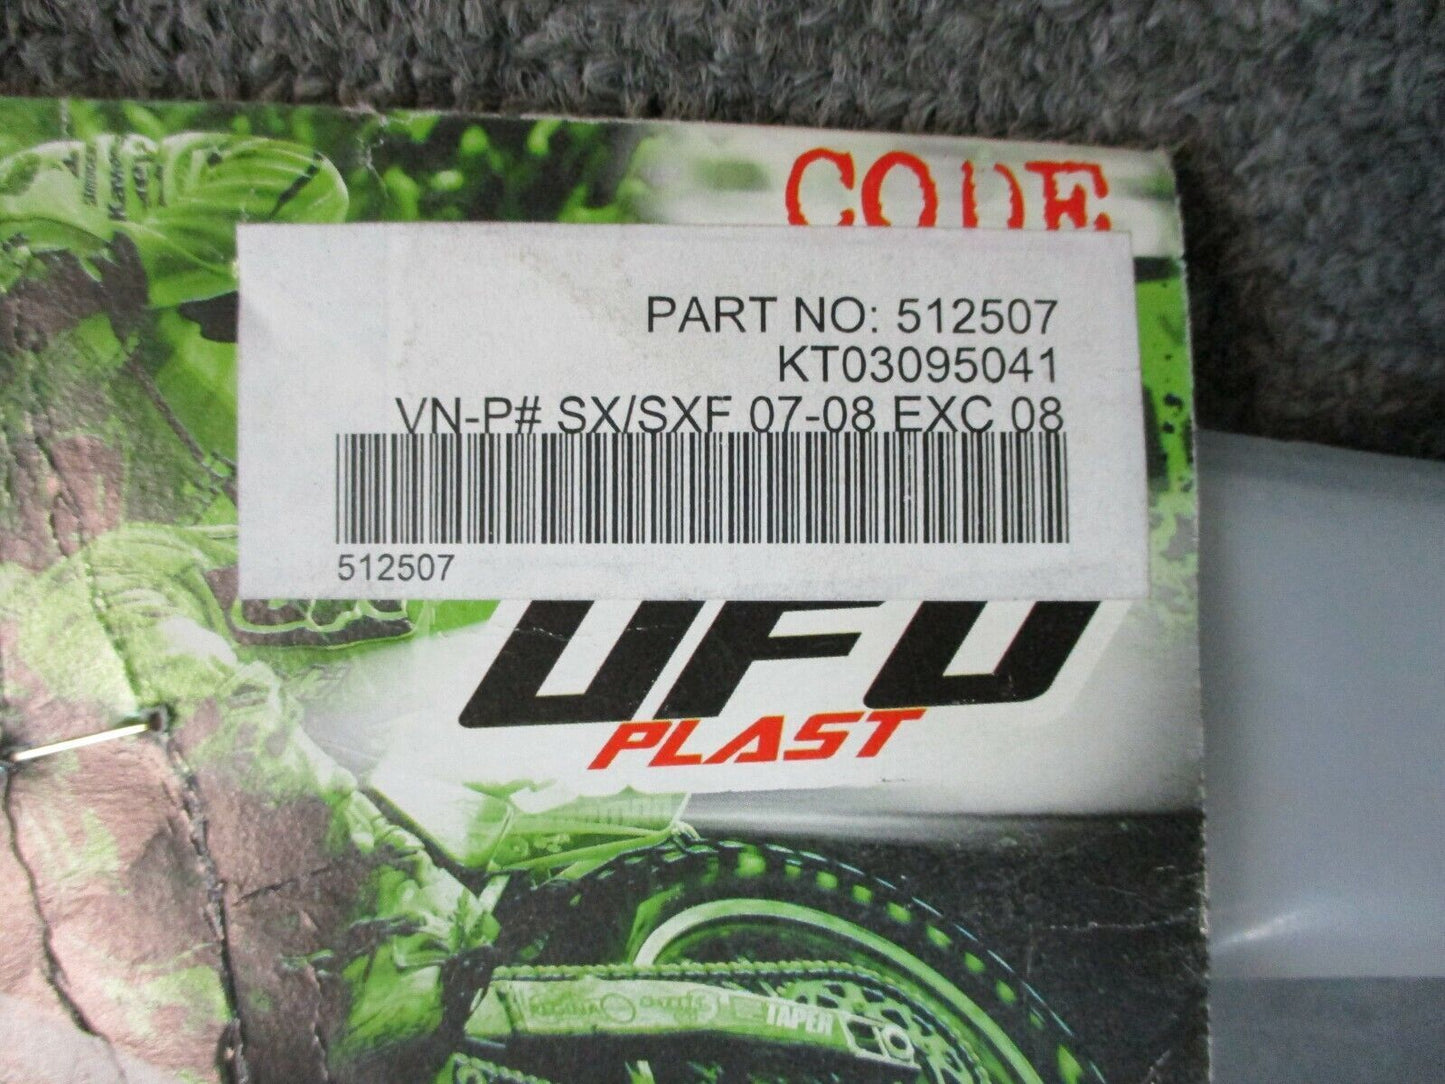 CODE
PART NO: 512507
KT03095041
VN-P# SX/SXF 07-08 EXC 08
512507
UFO
PLAST
TAPER